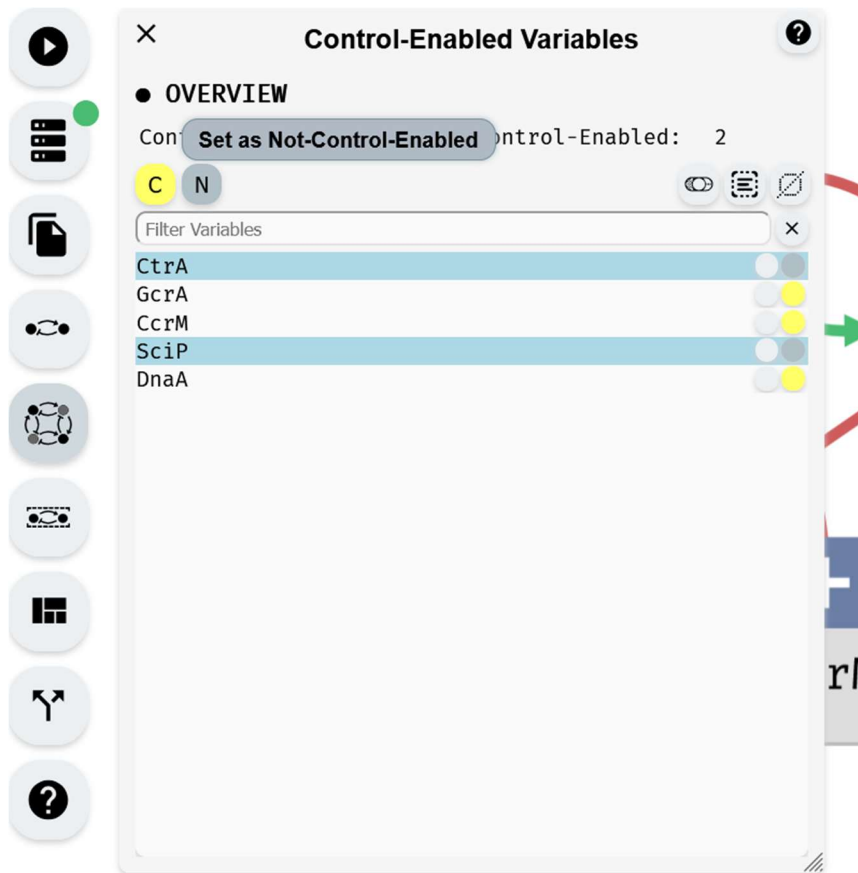 Control-Enabled Variables
OVERVIEW
Set as Not-Control-Enabled
ontrol-Enabled: 2
C N
Filter Variables
CtrA
GcrA
CcrM
SciP
DnaA